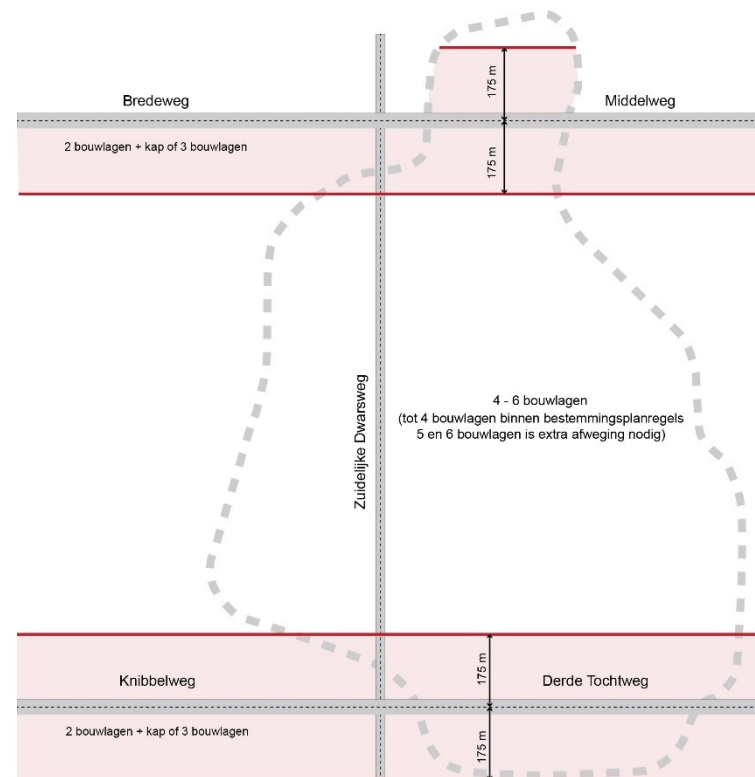 175 m
Bredeweg
Middelweg
2 bouwlagen + kap of 3 bouwlagen
175 m
Zuidelijke Dwarsweg
4 - 6 bouwlagen
(tot 4 bouwlagen binnen bestemmingsplanregels
5 en 6 bouwlagen is extra afweging nodig)
175 m
Knibbelweg
Derde Tochtweg
2 bouwlagen + kap of 3 bouwlagen
175 m